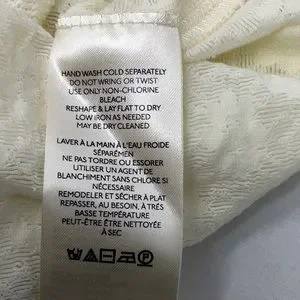 HAND WASH COLD SEPARATELY
DO NOT WRING OR TWIST
USE ONLY NON-CHLORINE
BLEACH
RESHAPE & LAY FLAT TO DRY
LOW IRON AS NEEDED
MAY BE DRY CLEANED
LAVER À LA MAIN À L'EAU FROIDE
SÉPARÉMEN
NE PAS TORDRE OU ESSORER
UTILISER UN AGENT DE
BLANCHIMENT SANS CHLORE SI
NÉCESSAIRE
REMODELER ET SÉCHER À PLAT
REPASSER, AU BESOIN, À TRÈS
BASSE TEMPÉRATURE
PEUT-ÊTRE ÊTRE NETTOYÉE
À SEC